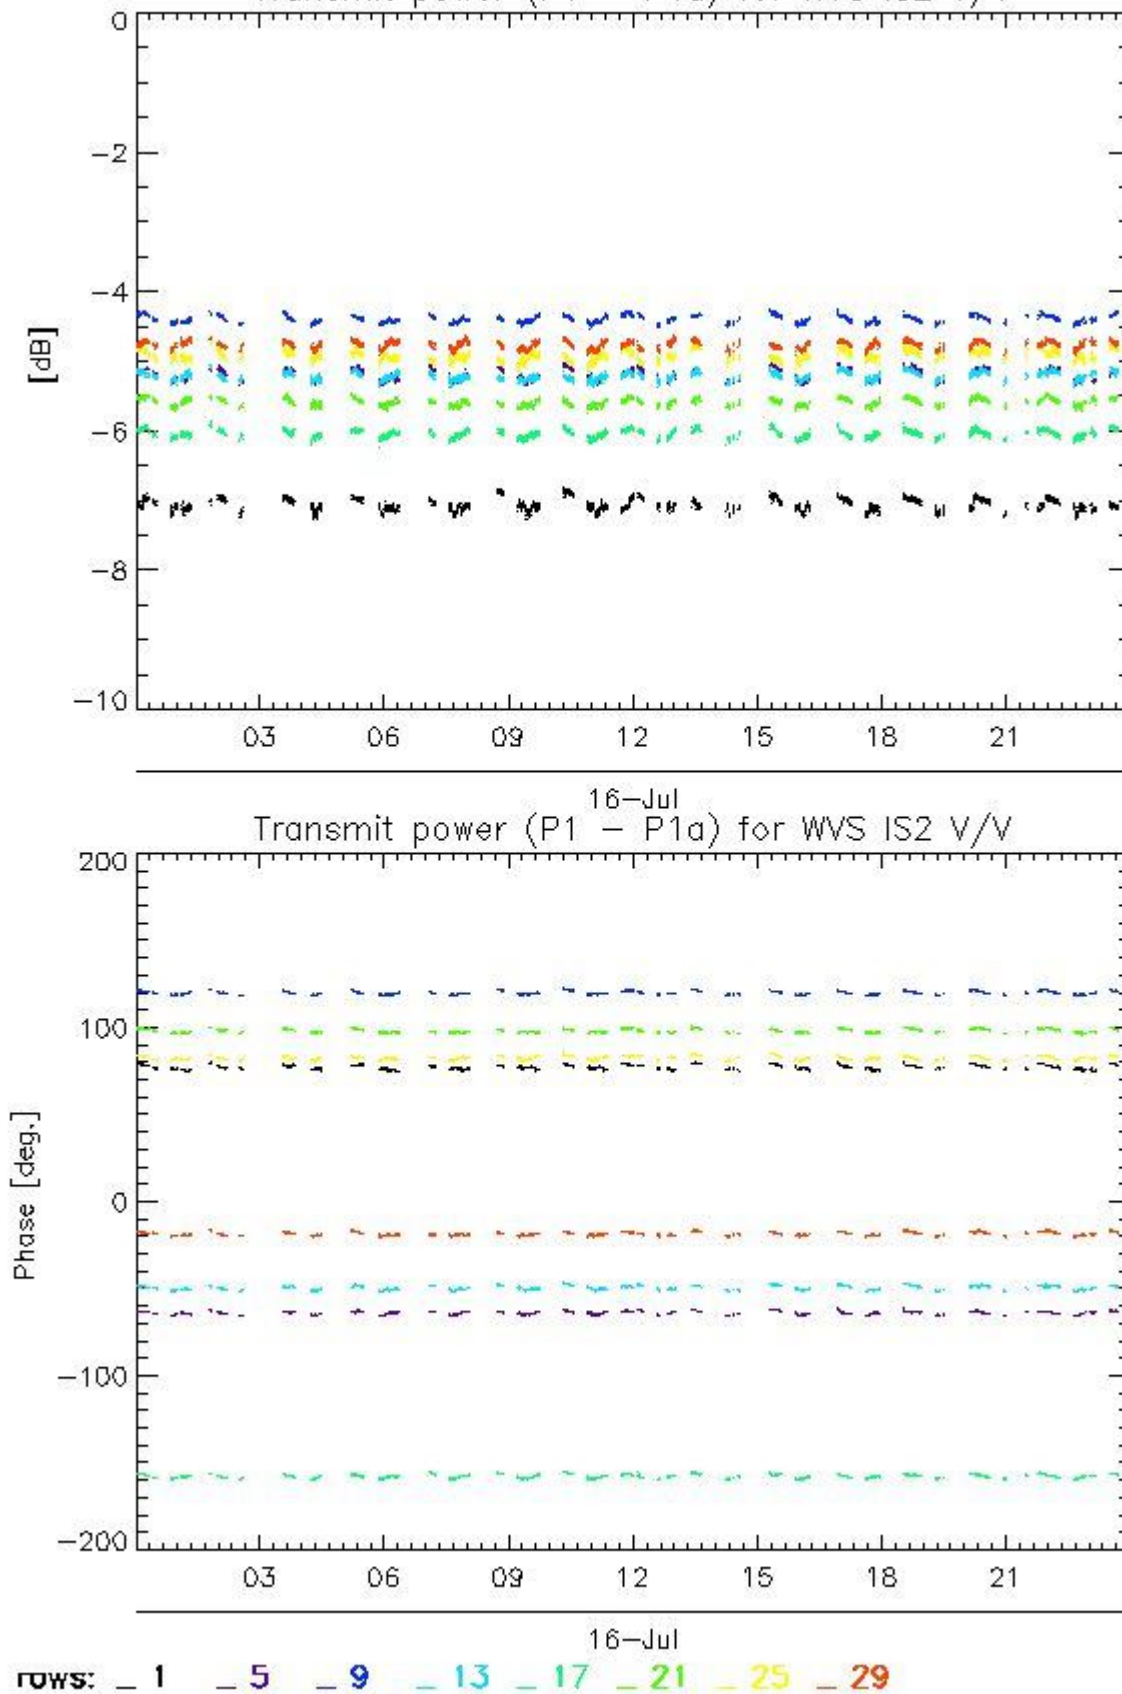 0
−2
−4
[dB]
−6
−8
−10
03 06 09 12 15 18 21
16−Jul
Transmit power (P1 − P1a) for WVS IS2 V/V
200
100
Phase [deg.]
0
−100
−200
03 06 09 12 15 18 21
16−Jul
rows: _ 1 _ 5 _ 9 _ 13 _ 17 _ 21 _ 25 _ 29